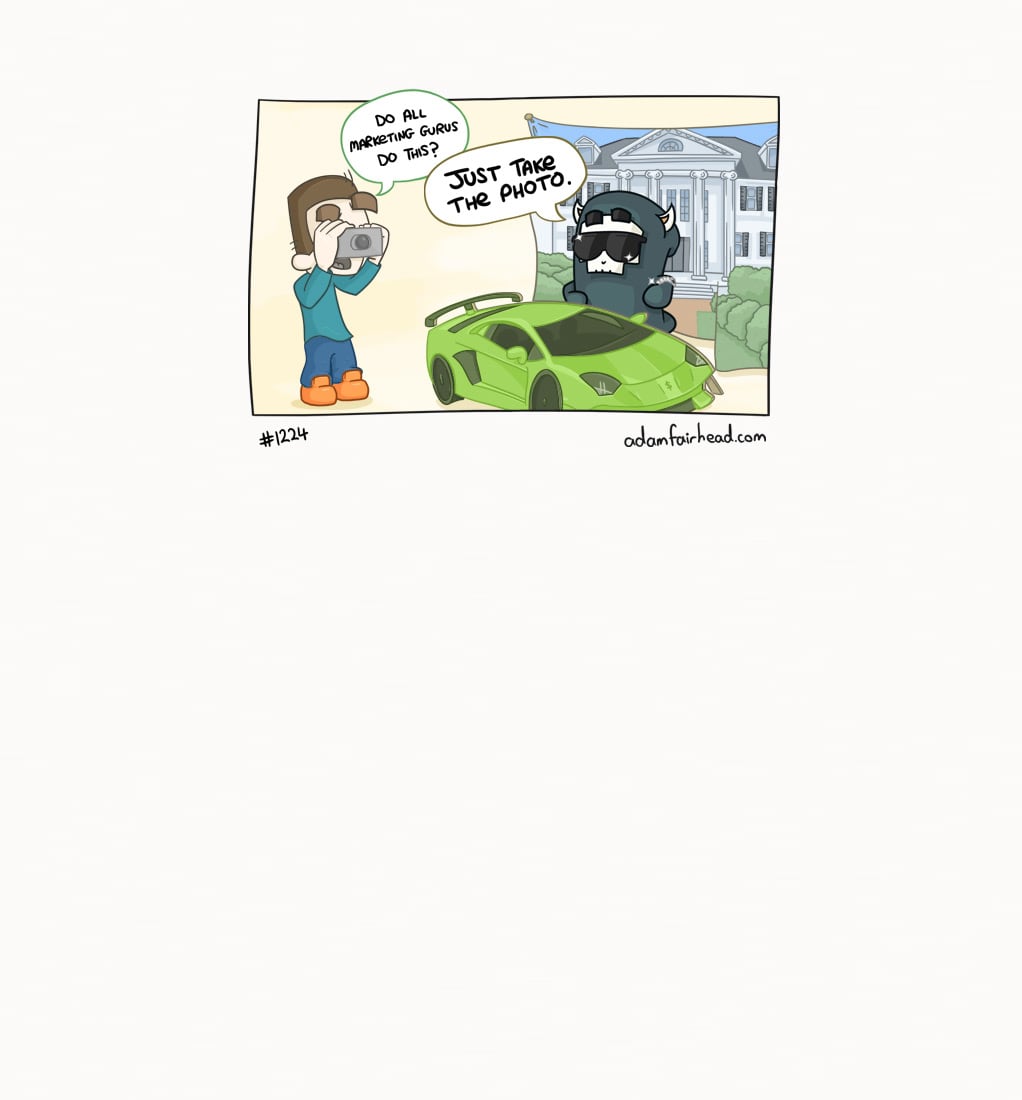 DO ALL
MARKETING GURUS
DO THIS?
JUST TAKE
THE PHOTO.
$
#1224
adamfairhead.com